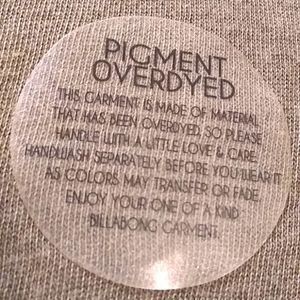 PIGMENT
OVERDYED
THIS GARMENT IS MADE OF MATERIAL
THAT HAS BEEN OVERDYED SO PLEASE
HANDLE WITH A LITTLE LOVE & CARE.
HANDWASH SEPARATELY BEFORE YOU WEAR IT
AS COLORS MAY TRANSFER OR FADE.
ENJOY YOUR ONE OF A KIND
BILLABONG GARMENT.